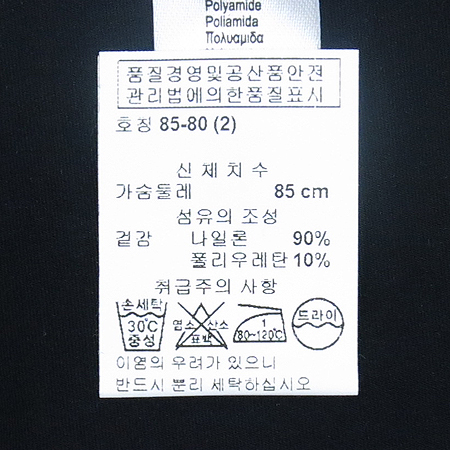 Polyamide
Poliamida
Πολυαμιδα
품질경영및공산품안전
관리법에의한품질표시
호칭 85-80 (2)
신체치수
가슴둘레 85 cm
섬유의 조성
겉감 나일론 90%
폴리우레탄 10%
취급주의 사항
손세탁
30℃
중성
염소 산소
표백
1
80~120℃
드라이
이염의 우려가 있으니
반드시 뿐리 세탁하십시오